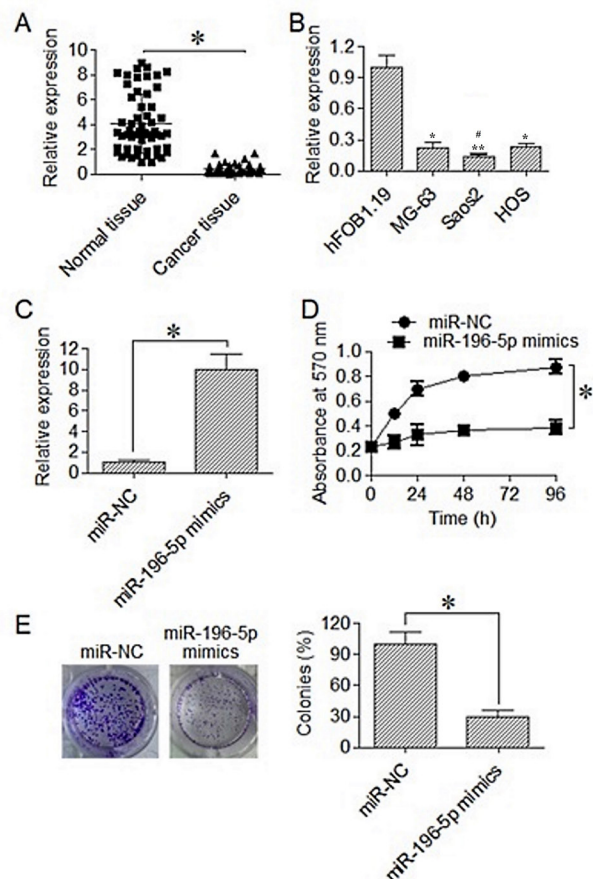 A
*
Relative expression
10
8
6
4
2
0
Normal tissue
Cancer tissue
B
Relative expression
1.2
0.9
0.6
0.3
0.0
*
#
**
*
hFOB1.19
MG-63
Saos2
HOS
C
*
Relative expression
12
10
8
6
4
2
0
miR-NC
miR-196-5p mimics
D
miR-NC
miR-196-5p mimics
Absorbance at 570 nm
1.0
0.8
0.6
0.4
0.2
0.0
*
0 24 48 72 96
Time (h)
E
miR-NC
miR-196-5p
mimics
*
Colonies (%)
120
90
60
30
0
miR-NC
miR-196-5p mimics